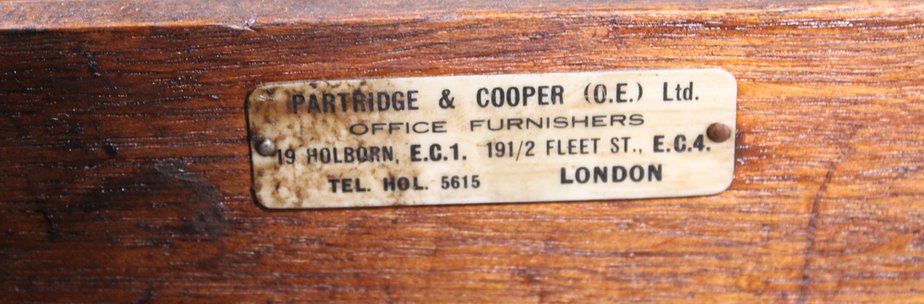 PARTRIDGE & COOPER (O.E.) Ltd.
OFFICE FURNISHERS
19 HOLBORN, E.C.1. 191/2 FLEET ST., E.C.4.
TEL. HOL. 5615 LONDON